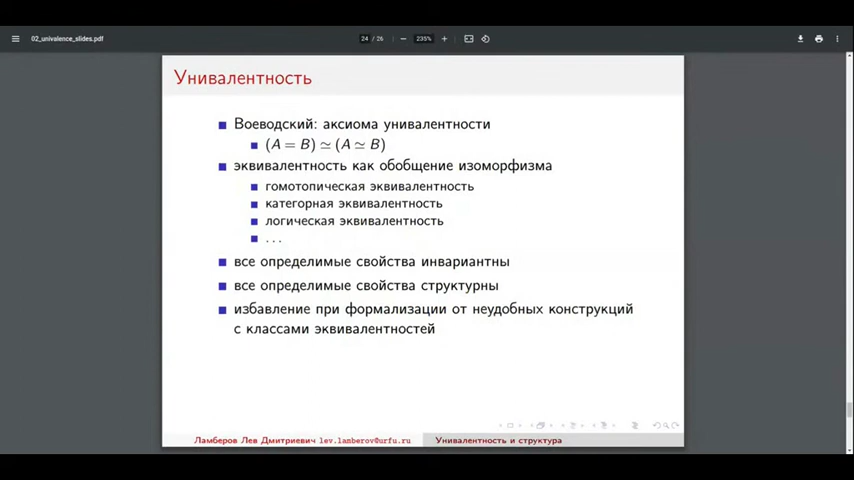 02_univalence_slides.pdf
24 / 26
235%
Унивалентность
Воеводский: аксиома унивалентности
(A = B) ≃ (A ≃ B)
эквивалентность как обобщение изоморфизма
гомотопическая эквивалентность
категорная эквивалентность
логическая эквивалентность
. . .
все определимые свойства инвариантны
все определимые свойства структурны
избавление при формализации от неудобных конструкций
с классами эквивалентностей
Ламберов Лев Дмитриевич lev.lamberov@urfu.ru
Унивалентность и структура